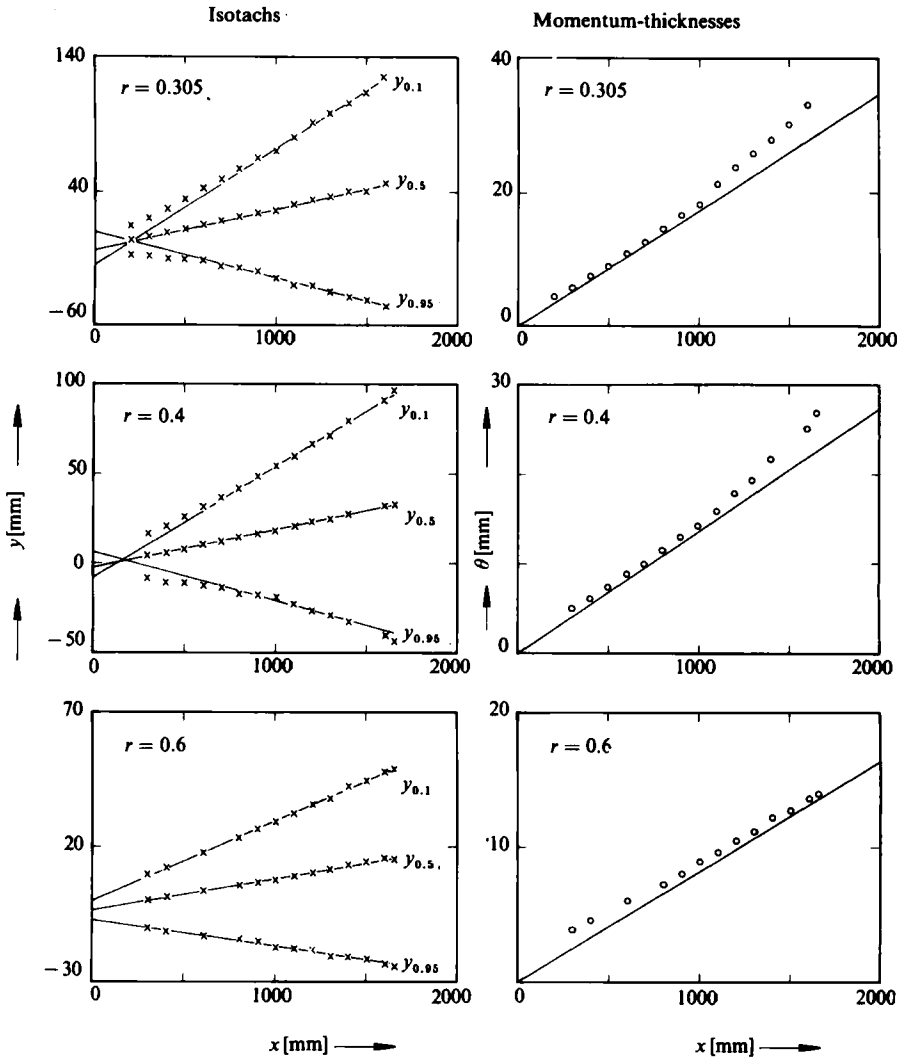 Isotachs
Momentum-thicknesses
140
40
−60
r = 0.305
y0.1
y0.5
y0.95
0
1000
2000
40
20
0
r = 0.305
0
1000
2000
y [mm]
100
50
0
−50
r = 0.4
y0.1
y0.5
y0.95
0
1000
2000
θ [mm]
30
0
r = 0.4
0
1000
2000
70
20
−30
r = 0.6
y0.1
y0.5
y0.95
0
1000
2000
x [mm]
20
10
r = 0.6
0
1000
2000
x [mm]